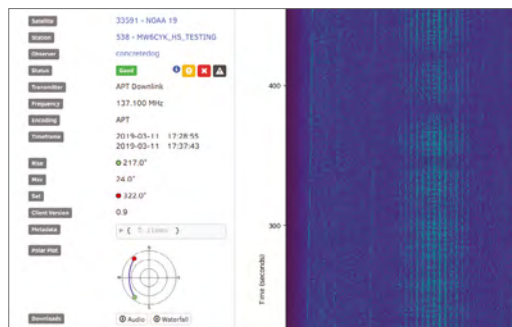 Satellite 33591 - NOAA 19
Station 538 - MW6CYK_HS_TESTING
Observer concretedog
Status Good
Transmitter APT Downlink
Frequency 137.100 MHz
Encoding APT
Timeframe 2019-03-11 17:28:55
2019-03-11 17:37:43
Rise 217.0°
Max 24.0°
Set 322.0°
Client Version 0.9
Metadata { 5 items }
Polar Plot
Downloads Audio Waterfall
400
300
Time (seconds)